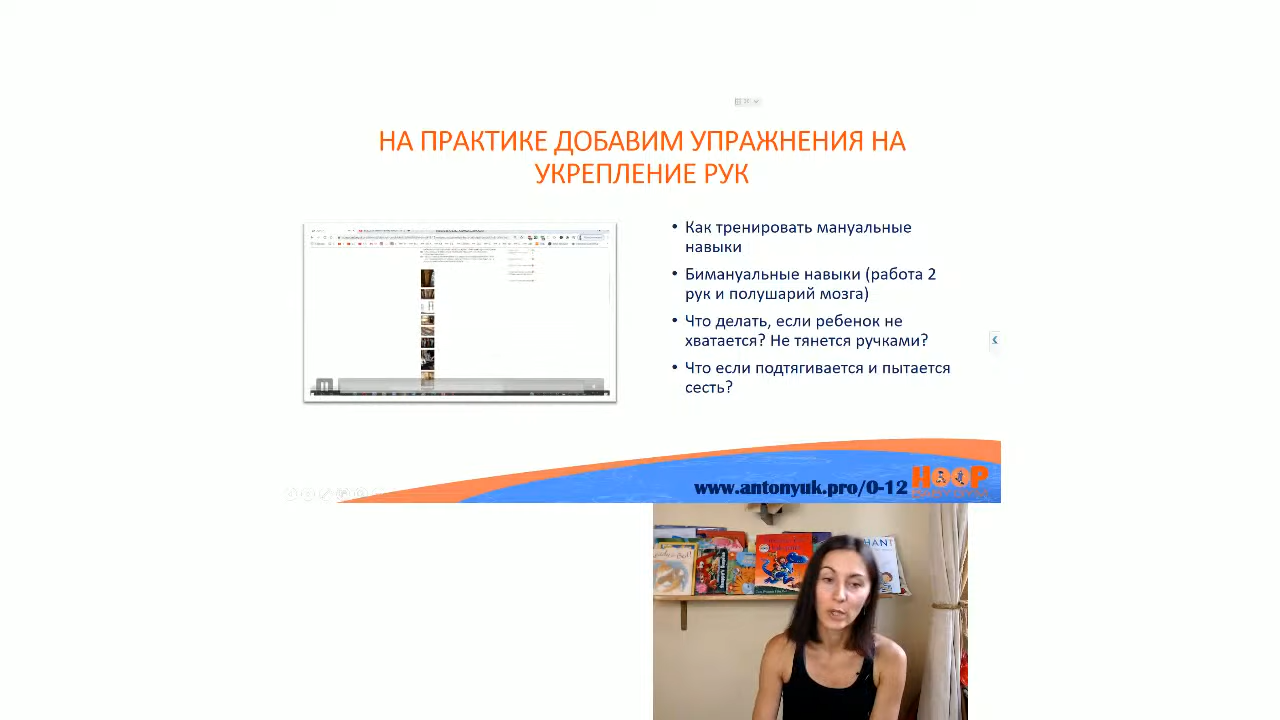 НА ПРАКТИКЕ ДОБАВИМ УПРАЖНЕНИЯ НА
УКРЕПЛЕНИЕ РУК
• Как тренировать мануальные
навыки
• Бимануальные навыки (работа 2
рук и полушарий мозга)
• Что делать, если ребенок не
хватается? Не тянется ручками?
• Что если подтягивается и пытается
сесть?
www.antonyuk.pro/0-12
HOOP